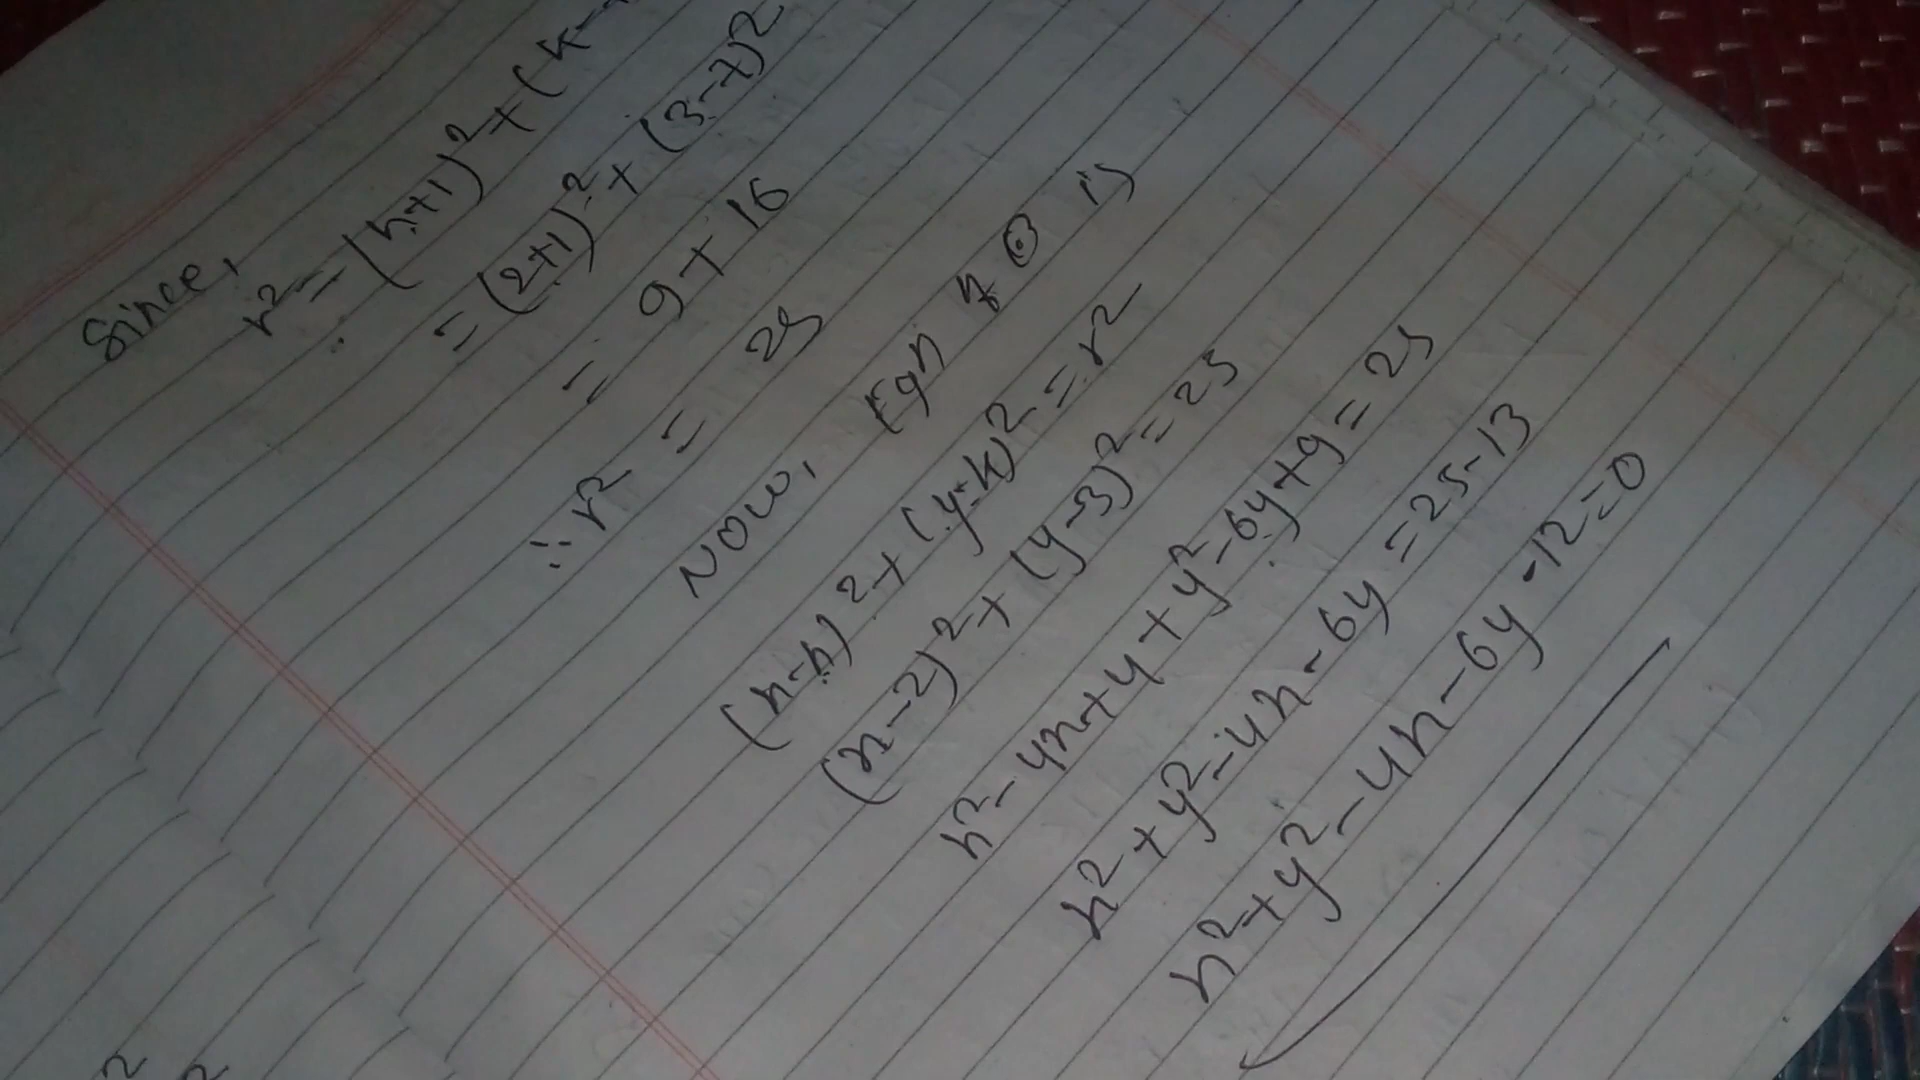 Since,
r² = (h+1)² + (k-
= (2+1)² + (3-7)²
= 9 + 16
∴ r² = 25
Now, Eqn of ⊙ is
(x-h)² + (y-k)² = r²
(x-2)² + (y-3)² = 25
x² - 4x + 4 + y² - 6y + 9 = 25
x² + y² - 4x - 6y = 25 - 13
x² + y² - 4x - 6y - 12 = 0
2
2